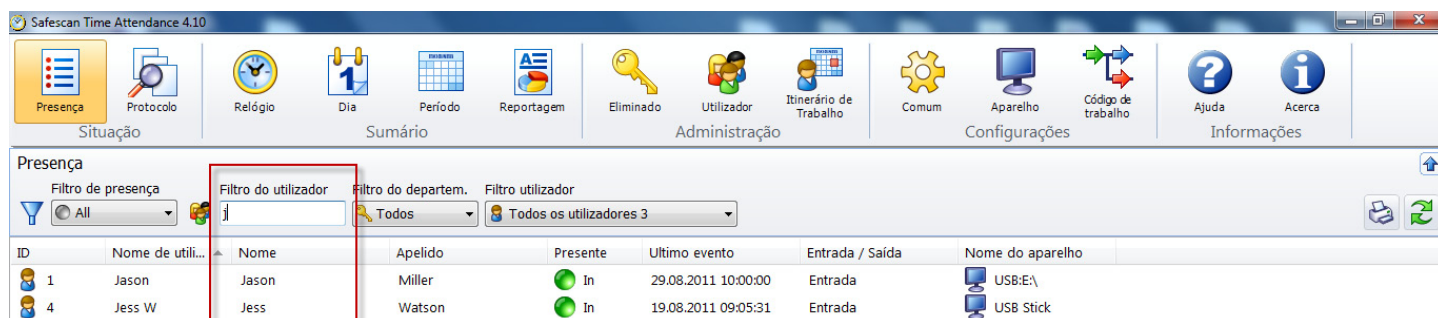 Safescan Time Attendance 4.10
Presença Protocolo Relógio Dia Período Reportagem Eliminado Utilizador Itinerário de Trabalho Comum Aparelho Código de trabalho Ajuda Acerca
Situação Sumário Administração Configurações Informações
Presença
Filtro de presença Filtro do utilizador Filtro do departem. Filtro utilizador
All j Todos Todos os utilizadores 3
ID Nome de utili... Nome Apelido Presente Ultimo evento Entrada / Saída Nome do aparelho
1 Jason Jason Miller In 29.08.2011 10:00:00 Entrada USB:E:\
4 Jess W Jess Watson In 19.08.2011 09:05:31 Entrada USB Stick